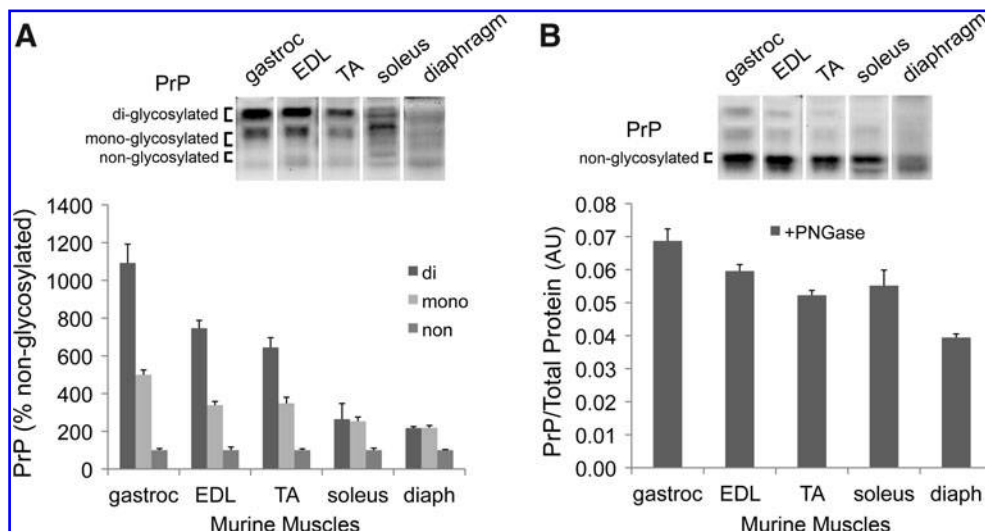 A
gastroc
EDL
TA
soleus
diaphragm
PrP
di-glycosylated
mono-glycosylated
non-glycosylated
PrP (% non-glycosylated)
1400
1200
1000
800
600
400
200
0
di
mono
non
gastroc EDL TA soleus diaph
Murine Muscles
B
gastroc
EDL
TA
soleus
diaphragm
PrP
non-glycosylated
PrP/Total Protein (AU)
0.08
0.07
0.06
0.05
0.04
0.03
0.02
0.01
0.00
+PNGase
gastroc EDL TA soleus diaph
Murine Muscles